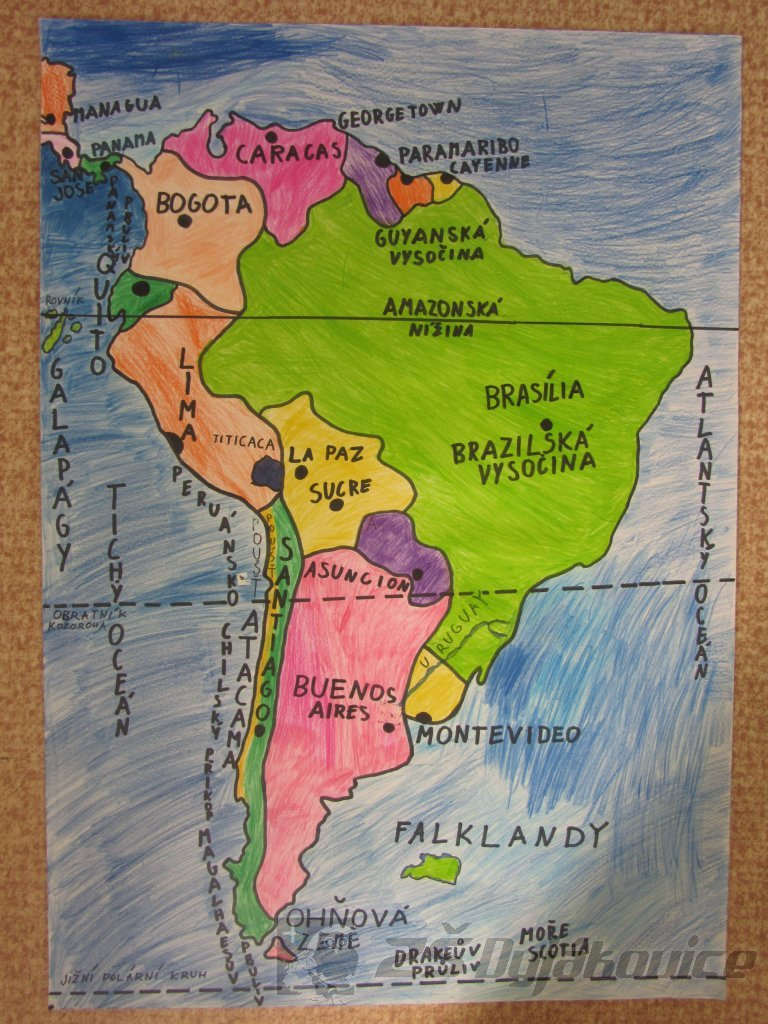 MANAGUA
PANAMA
SAN
JOSE
PANAMSKÝ
PRŮLIV
GEORGETOWN
CARACAS
PARAMARIBO
CAYENNE
BOGOTA
GUYANSKÁ
VYSOČINA
QUITO
ROVNÍK
AMAZONSKÁ
NÍŽINA
GALAPÁGY
LIMA
TITICACA
BRASÍLIA
BRAZILSKÁ
VYSOČINA
LA PAZ
SUCRE
ATLANTSKÝ OCEÁN
TICHÝ OCEÁN
PERUÁNSKO CHILSKÝ PŘÍKOP
POUŠŤ
POUŠŤ ATACAMA
SANTIAGO
ASUNCION
OBRATNÍK
KOZOROHA
URUGUAY
BUENOS
AIRES
MONTEVIDEO
FALKLANDY
MAGALHAESŮV PRŮLIV
OHŇOVÁ
ZEMĚ
DRAKEŮV
PRŮLIV
MOŘE
SCOTIA
JIŽNÍ POLÁRNÍ KRUH
ZŠ Dyjákovice